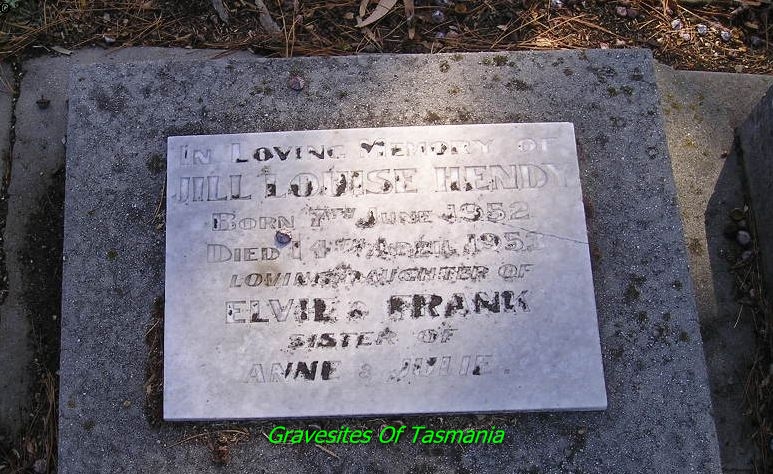 IN LOVING MEMORY OF
JILL LOUISE HENDY
BORN 7TH JUNE 1952
DIED 14TH APRIL 1953
LOVING DAUGHTER OF
ELVIE & FRANK
SISTER OF
ANNE & JULIE.
Gravesites Of Tasmania